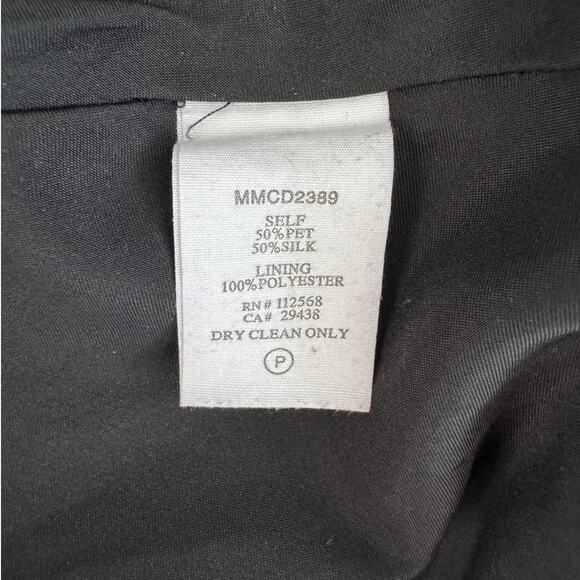 MMCD2389
SELF
50%PET
50%SILK
LINING
100%POLYESTER
RN# 112568
CA# 29438
DRY CLEAN ONLY
P